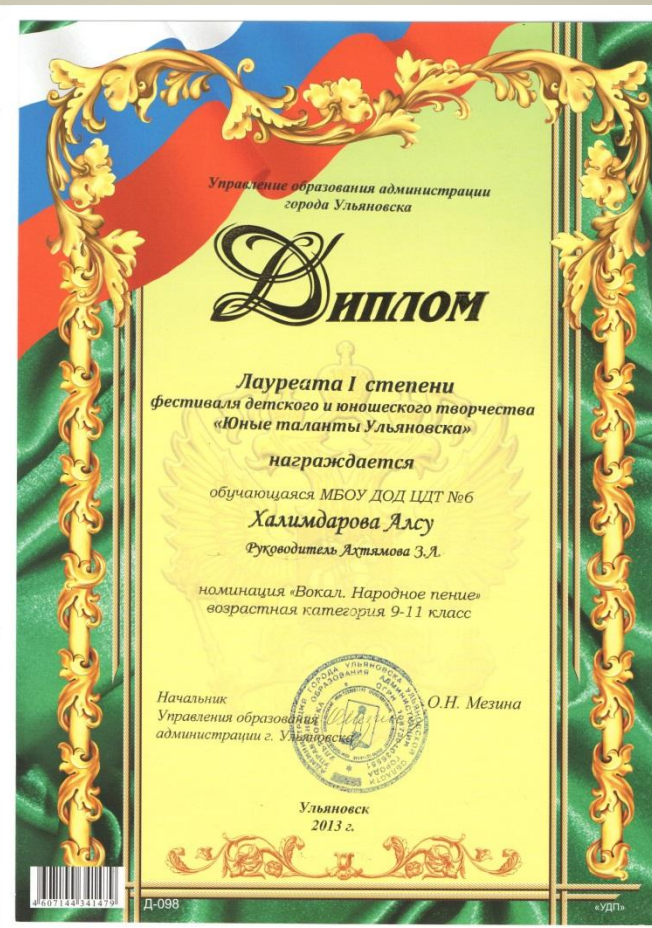 Управление образования администрации
города Ульяновска
Диплом
Лауреата I степени
фестиваля детского и юношеского творчества
«Юные таланты Ульяновска»
награждается
обучающаяся МБОУ ДОД ЦДТ №6
Халимдарова Алсу
Руководитель Ахтямова З.А.
номинация «Вокал. Народное пение»
возрастная категория 9-11 класс
Начальник
Управления образования
администрации г. Ульяновска
О.Н. Мезина
Ульяновск
2013 г.
4607144341479
Д-098
«УДП»